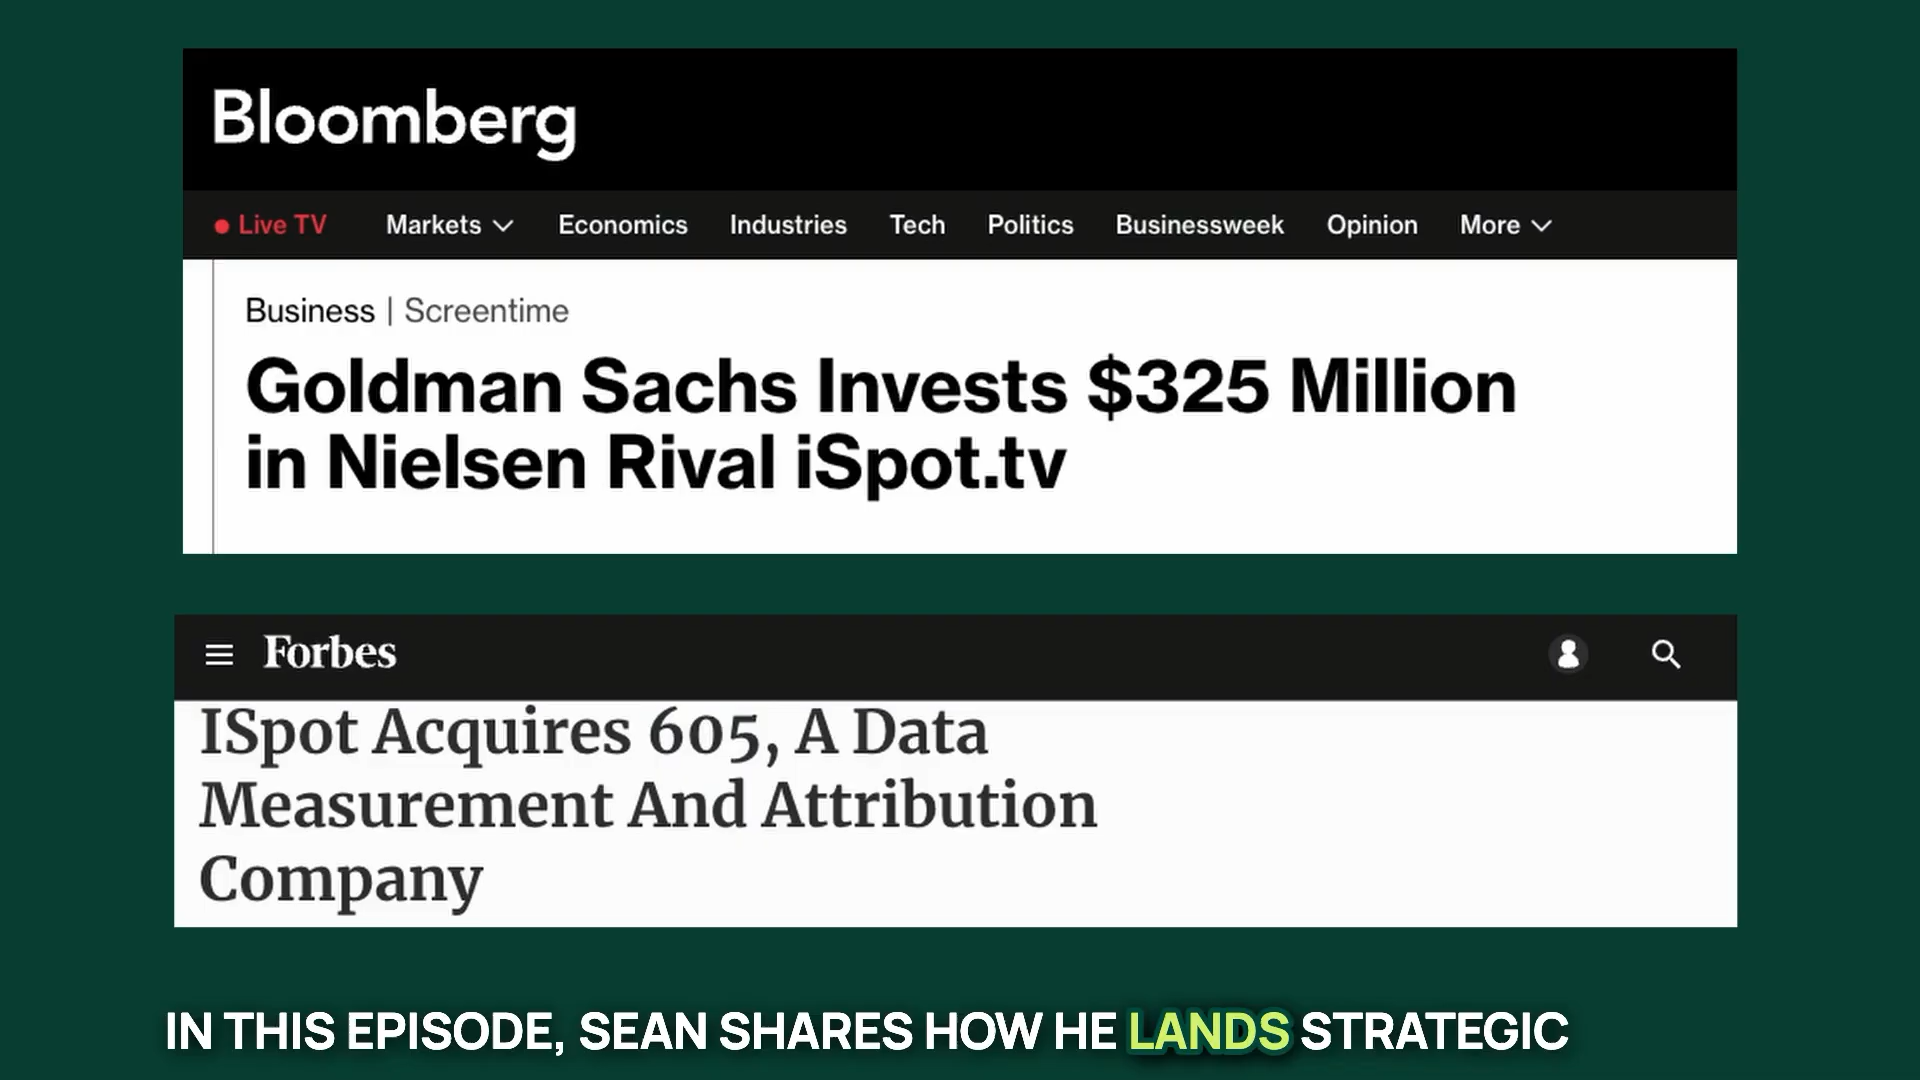 Bloomberg
Live TV Markets Economics Industries Tech Politics Businessweek Opinion More
Business | Screentime
Goldman Sachs Invests $325 Million
in Nielsen Rival iSpot.tv
Forbes
ISpot Acquires 605, A Data
Measurement And Attribution
Company
IN THIS EPISODE, SEAN SHARES HOW HE LANDS STRATEGIC